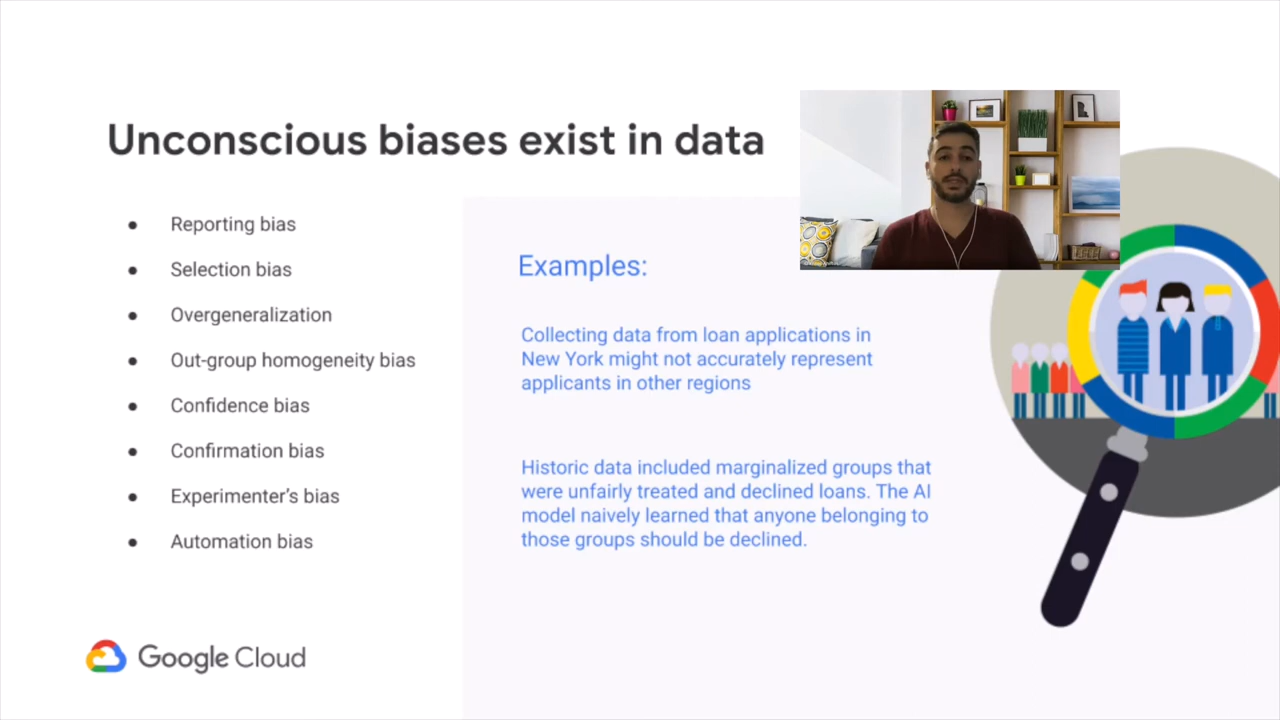 Unconscious biases exist in data
● Reporting bias
● Selection bias
● Overgeneralization
● Out-group homogeneity bias
● Confidence bias
● Confirmation bias
● Experimenter's bias
● Automation bias
Examples:
Collecting data from loan applications in
New York might not accurately represent
applicants in other regions
Historic data included marginalized groups that
were unfairly treated and declined loans. The AI
model naively learned that anyone belonging to
those groups should be declined.
Google Cloud